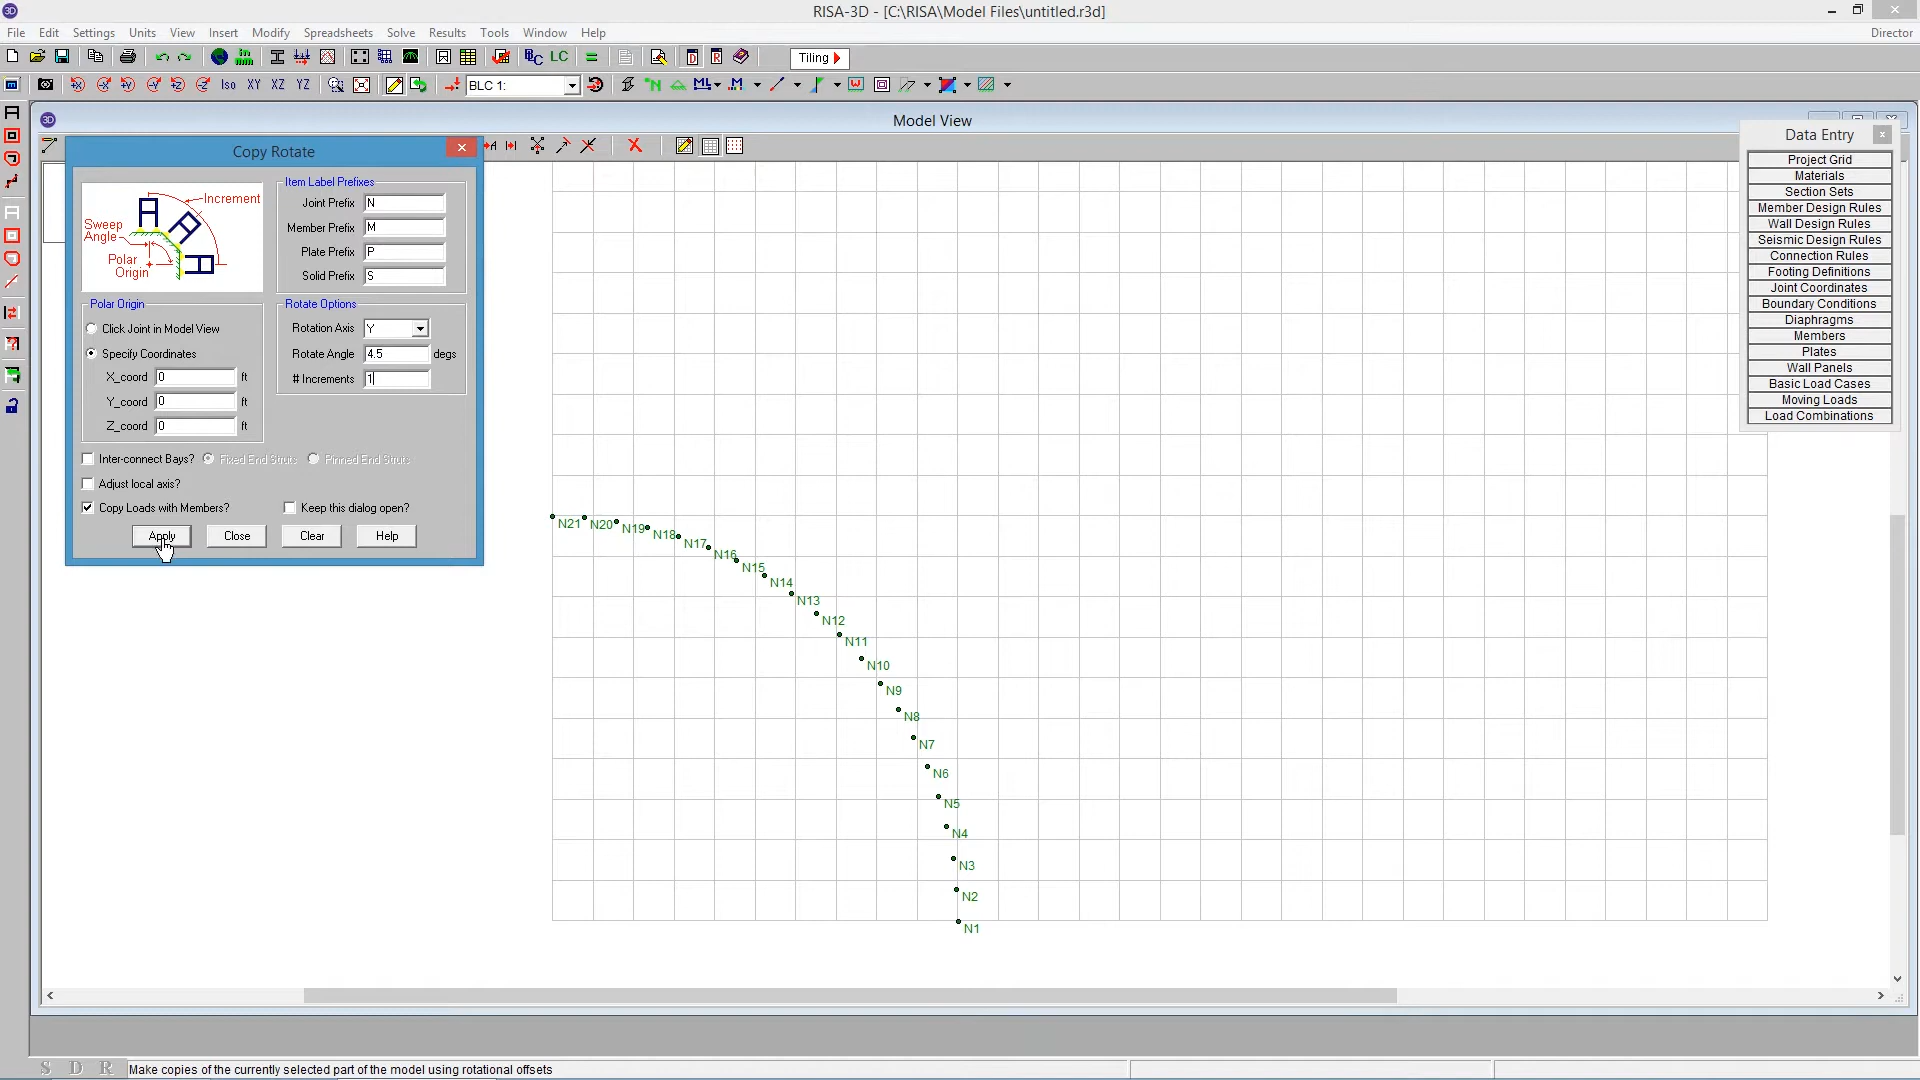 RISA-3D - [C:\RISA\Model Files\untitled.r3d]
File Edit Settings Units View Insert Modify Spreadsheets Solve Results Tools Window Help Director
LC Tiling
Iso XY XZ YZ BLC 1:
Model View
Copy Rotate
Increment
Sweep
Angle
Polar
Origin
Item Label Prefixes
Joint Prefix N
Member Prefix M
Plate Prefix P
Solid Prefix S
Polar Origin
Click Joint in Model View
Specify Coordinates
X_coord 0 ft
Y_coord 0 ft
Z_coord 0 ft
Rotate Options
Rotation Axis Y
Rotate Angle 4.5 degs
# Increments 1
Inter-connect Bays? Fixed End Struts Pinned End Struts
Adjust local axis?
Copy Loads with Members? Keep this dialog open?
Apply Close Clear Help
Data Entry
Project Grid
Materials
Section Sets
Member Design Rules
Wall Design Rules
Seismic Design Rules
Connection Rules
Footing Definitions
Joint Coordinates
Boundary Conditions
Diaphragms
Members
Plates
Wall Panels
Basic Load Cases
Moving Loads
Load Combinations
N21
N20
N19
N18
N17
N16
N15
N14
N13
N12
N11
N10
N9
N8
N7
N6
N5
N4
N3
N2
N1
S D R Make copies of the currently selected part of the model using rotational offsets